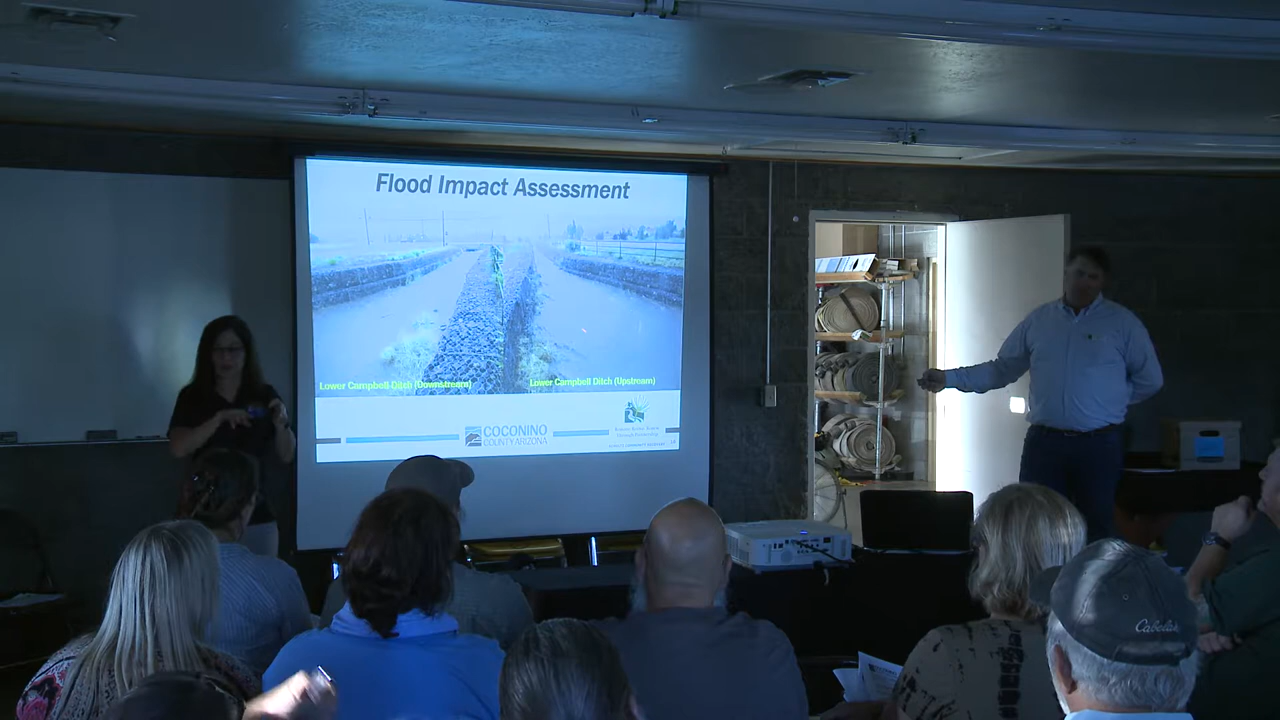 Flood Impact Assessment
Lower Campbell Ditch (Downstream)
Lower Campbell Ditch (Upstream)
COCONINO
COUNTY ARIZONA
Cabela's